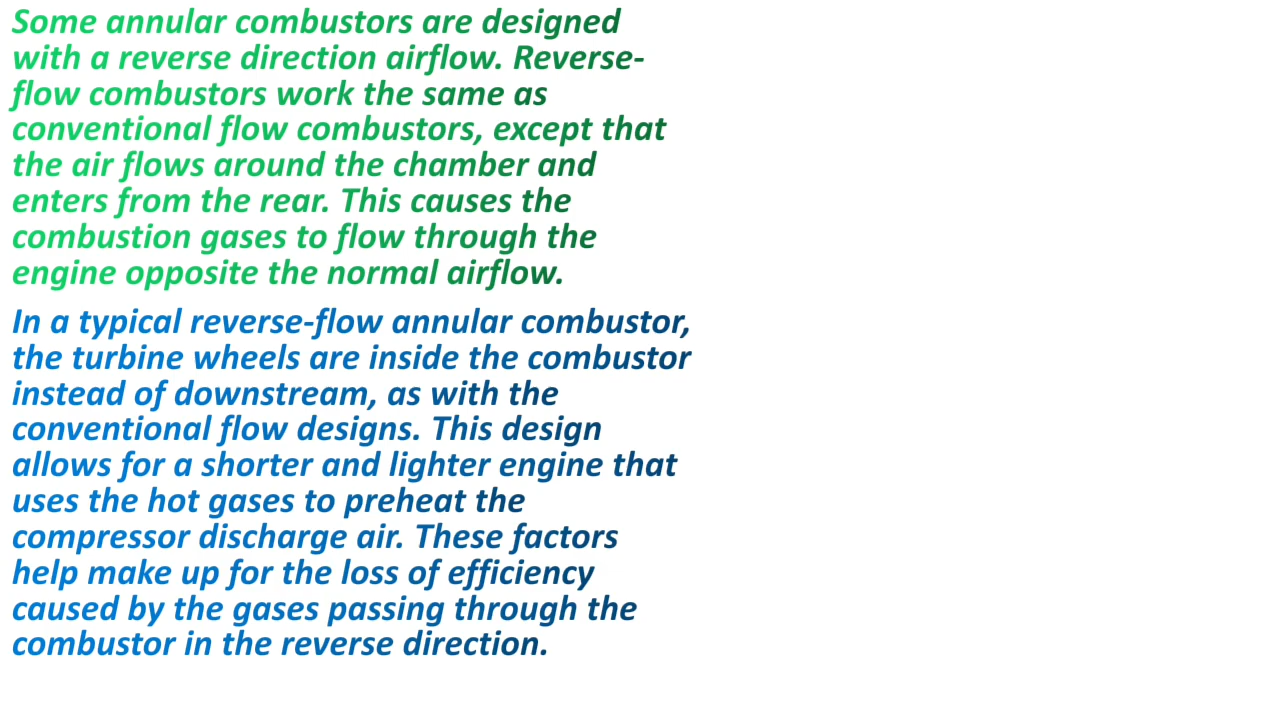 Some annular combustors are designed
with a reverse direction airflow. Reverse-
flow combustors work the same as
conventional flow combustors, except that
the air flows around the chamber and
enters from the rear. This causes the
combustion gases to flow through the
engine opposite the normal airflow.
In a typical reverse-flow annular combustor,
the turbine wheels are inside the combustor
instead of downstream, as with the
conventional flow designs. This design
allows for a shorter and lighter engine that
uses the hot gases to preheat the
compressor discharge air. These factors
help make up for the loss of efficiency
caused by the gases passing through the
combustor in the reverse direction.